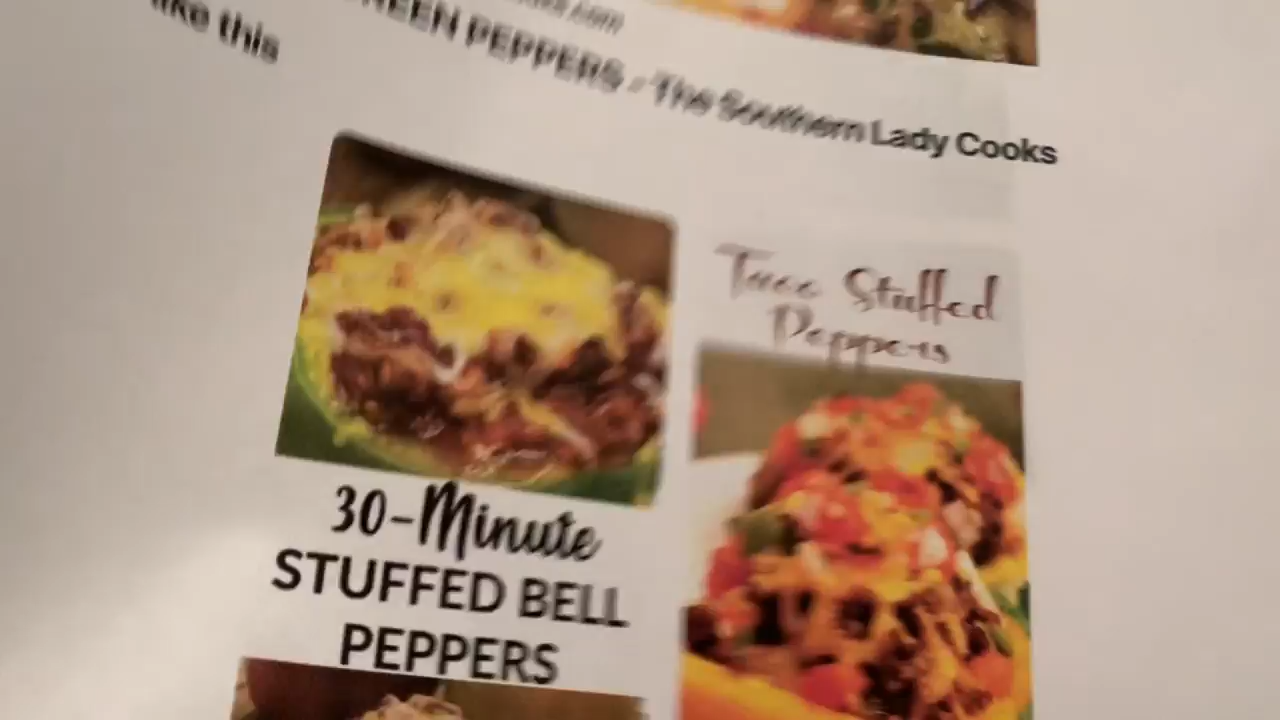 like this
PEPPERS - The Southern Lady Cooks
Taco Stuffed
Peppers
30-Minute
STUFFED BELL
PEPPERS